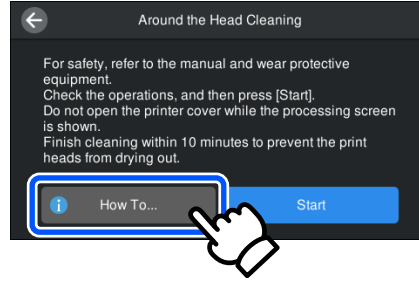 Around the Head Cleaning
For safety, refer to the manual and wear protective
equipment.
Check the operations, and then press [Start].
Do not open the printer cover while the processing screen
is shown.
Finish cleaning within 10 minutes to prevent the print
heads from drying out.
i How To... Start